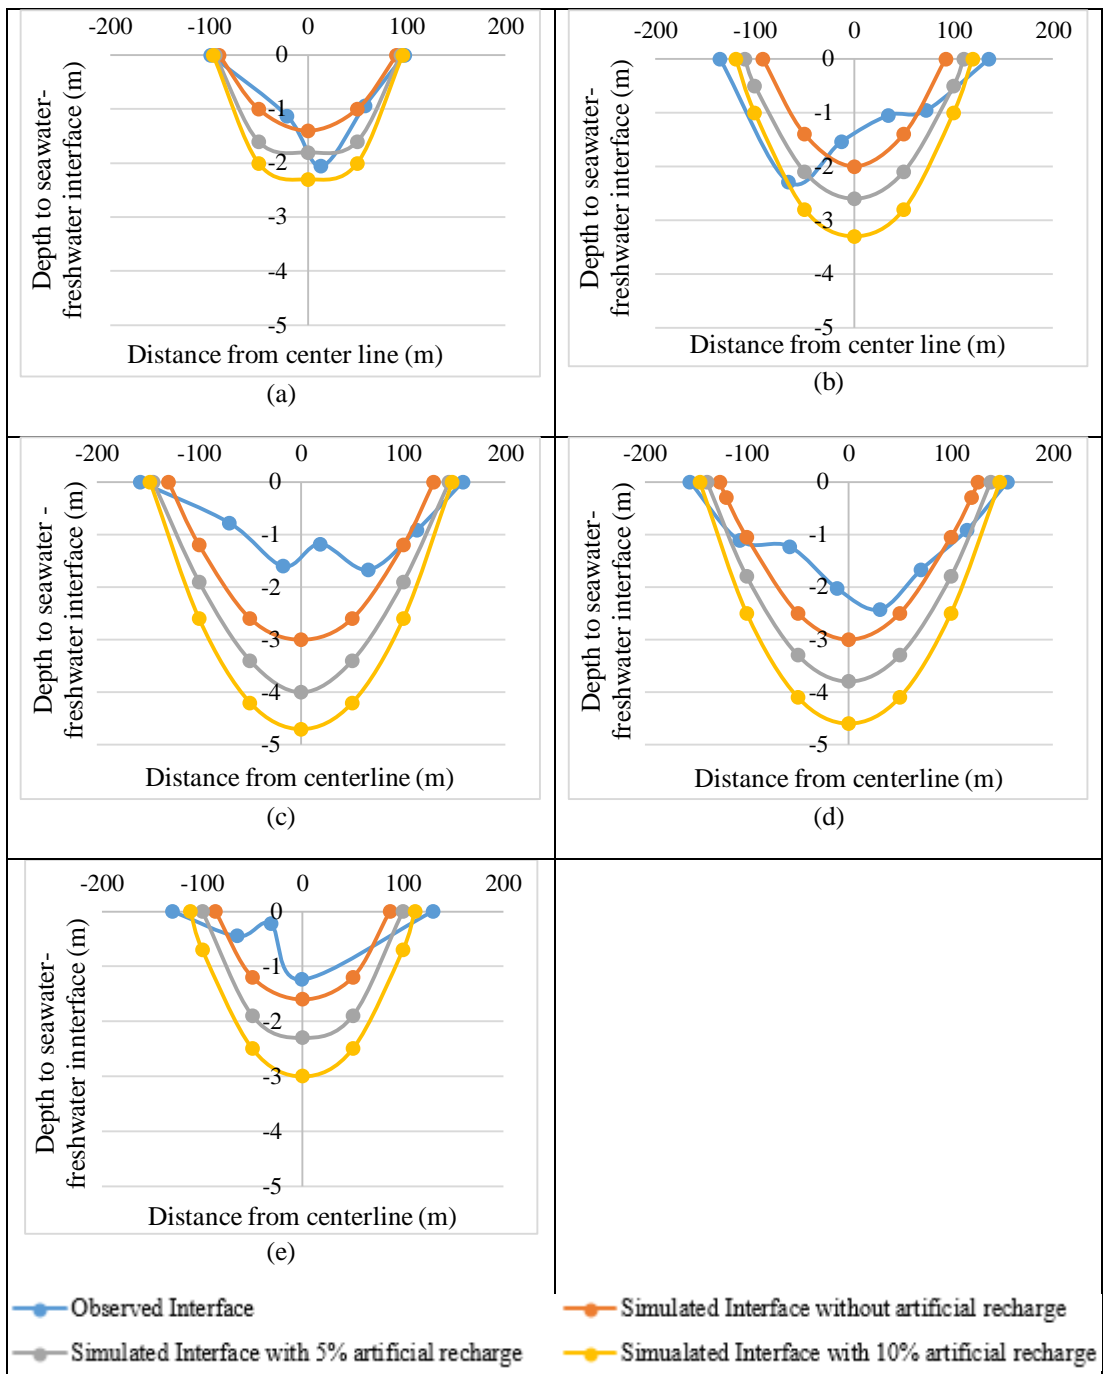 -200 -100 0 100 200
0
-1
-2
-3
-4
-5
Depth to seawater-
freshwater interface (m)
Distance from center line (m)
(a)
-200 -100 0 100 200
0
-1
-2
-3
-4
-5
Depth to seawater-
freshwater interface (m)
Distance from center line (m)
(b)
-200 -100 0 100 200
0
-1
-2
-3
-4
-5
Depth to seawater -
freshwater interface (m)
Distance from centerline (m)
(c)
-200 -100 0 100 200
0
-1
-2
-3
-4
-5
Depth to seawater-
freshwater interface (m)
Distance from centerline (m)
(d)
-200 -100 0 100 200
0
-1
-2
-3
-4
-5
Depth to seawater-
freshwater innterface (m)
Distance from centerline (m)
(e)
Observed Interface
Simulated Interface without artificial recharge
Simulated Interface with 5% artificial recharge
Simualated Interface with 10% artificial recharge